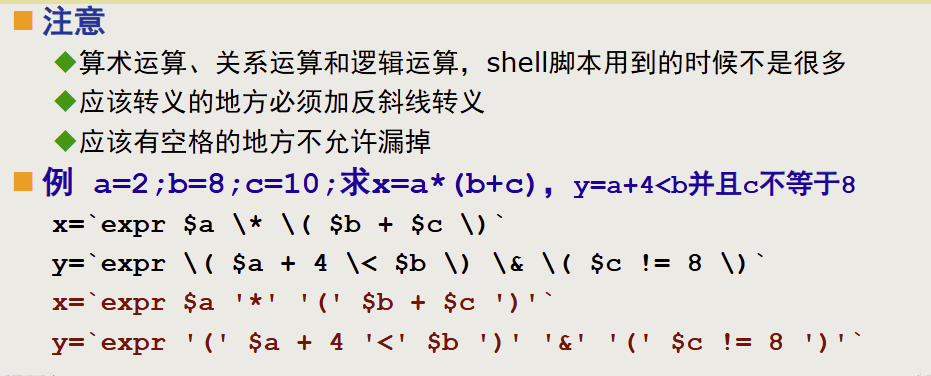 注意
算术运算、关系运算和逻辑运算，shell脚本用到的时候不是很多
应该转义的地方必须加反斜线转义
应该有空格的地方不允许漏掉
例 a=2;b=8;c=10;求x=a*(b+c)，y=a+4<b并且c不等于8
x=`expr $a \* \( $b + $c \)`
y=`expr \( $a + 4 \< $b \) \& \( $c != 8 \)`
x=`expr $a '*' '(' $b + $c ')'`
y=`expr '(' $a + 4 '<' $b ')' '&' '(' $c != 8 ')'`